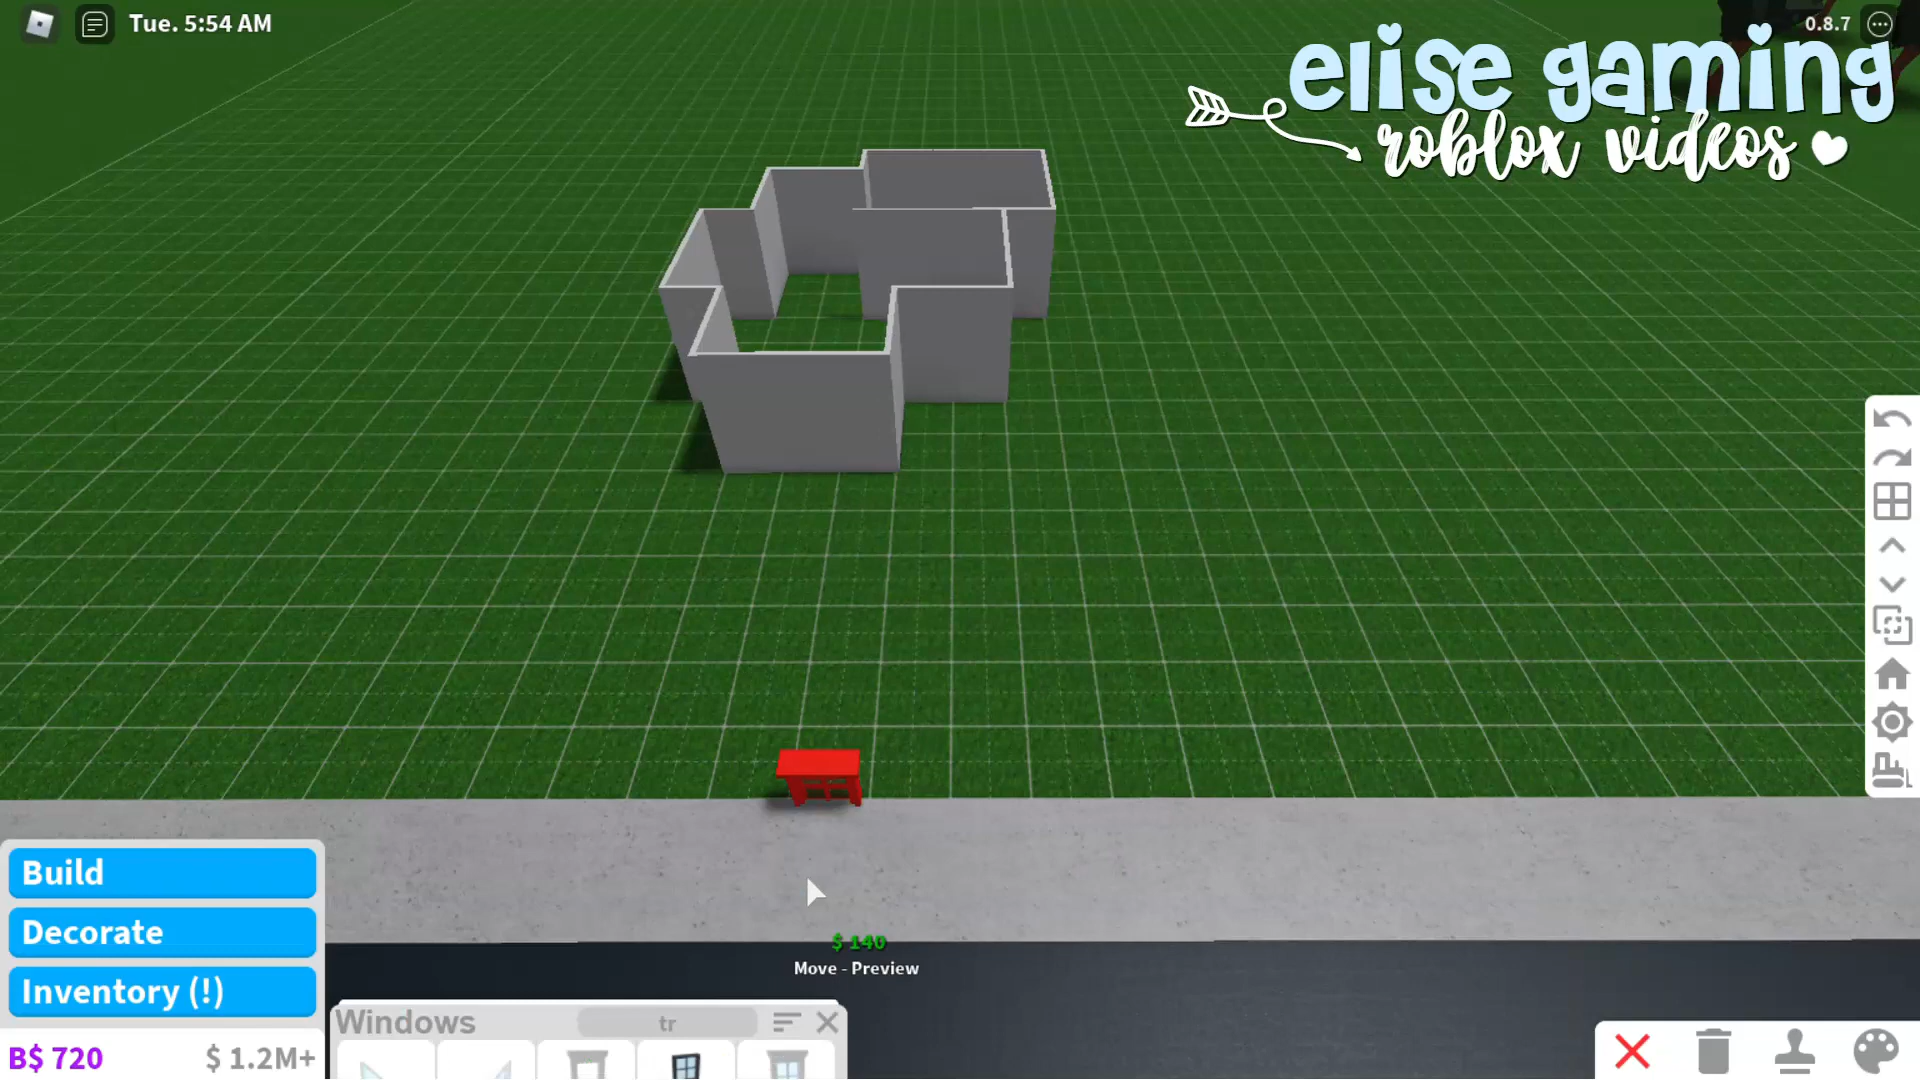 Tue. 5:54 AM
0.8.7
elise gaming
roblox videos
Build
Decorate
Inventory (!)
B$ 720
$ 1.2M+
$ 140
Move - Preview
Windows
tr